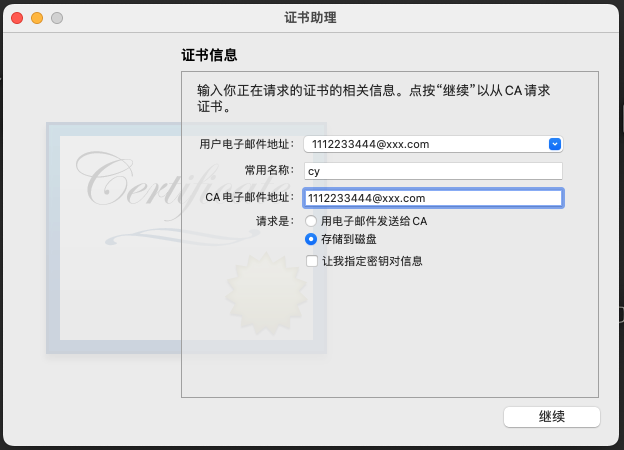 证书助理
证书信息
输入你正在请求的证书的相关信息。点按“继续”以从 CA 请求
证书。
用户电子邮件地址： 1112233444@xxx.com
常用名称： cy
CA 电子邮件地址： 1112233444@xxx.com
请求是： 用电子邮件发送给 CA
存储到磁盘
让我指定密钥对信息
Certificate
继续